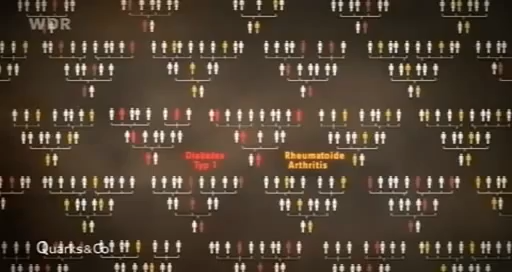 WDR
Diabetes
Typ 1
Rheumatoide
Arthritis
Quarks&Co